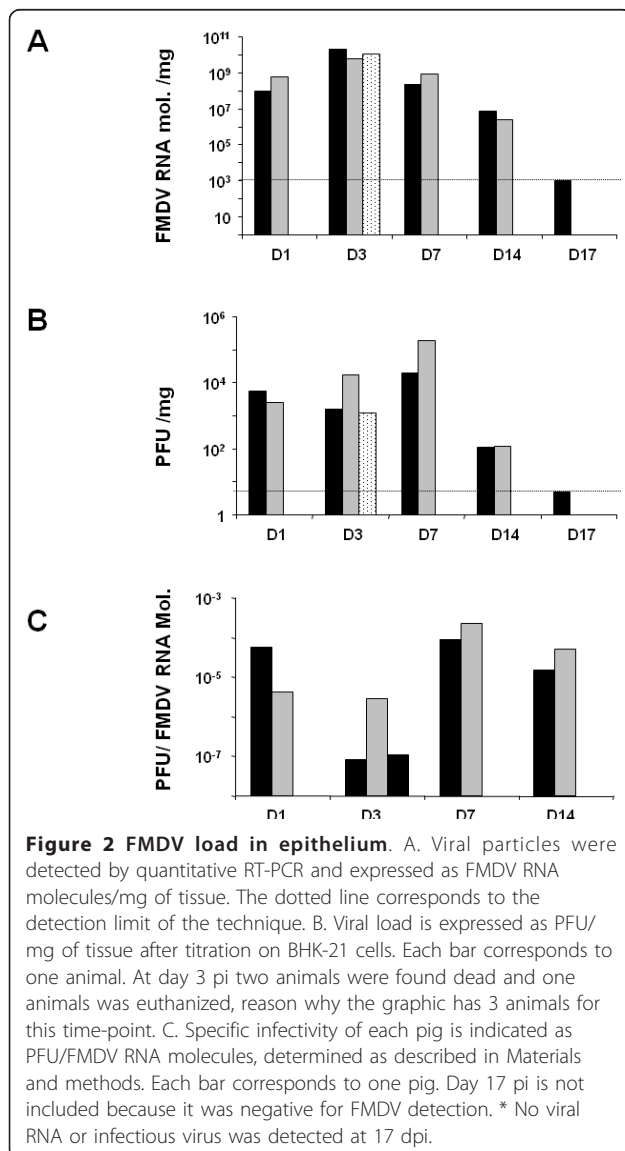 A
FMDV RNA mol. /mg
10¹¹
10⁹
10⁷
10⁵
10³
10
D1 D3 D7 D14 D17
B
PFU /mg
10⁶
10⁴
10²
1
D1 D3 D7 D14 D17
C
PFU/ FMDV RNA Mol.
10⁻³
10⁻⁵
10⁻⁷
D1 D3 D7 D14
Figure 2 FMDV load in epithelium. A. Viral particles were
detected by quantitative RT-PCR and expressed as FMDV RNA
molecules/mg of tissue. The dotted line corresponds to the
detection limit of the technique. B. Viral load is expressed as PFU/
mg of tissue after titration on BHK-21 cells. Each bar corresponds to
one animal. At day 3 pi two animals were found dead and one
animals was euthanized, reason why the graphic has 3 animals for
this time-point. C. Specific infectivity of each pig is indicated as
PFU/FMDV RNA molecules, determined as described in Materials
and methods. Each bar corresponds to one pig. Day 17 pi is not
included because it was negative for FMDV detection. * No viral
RNA or infectious virus was detected at 17 dpi.